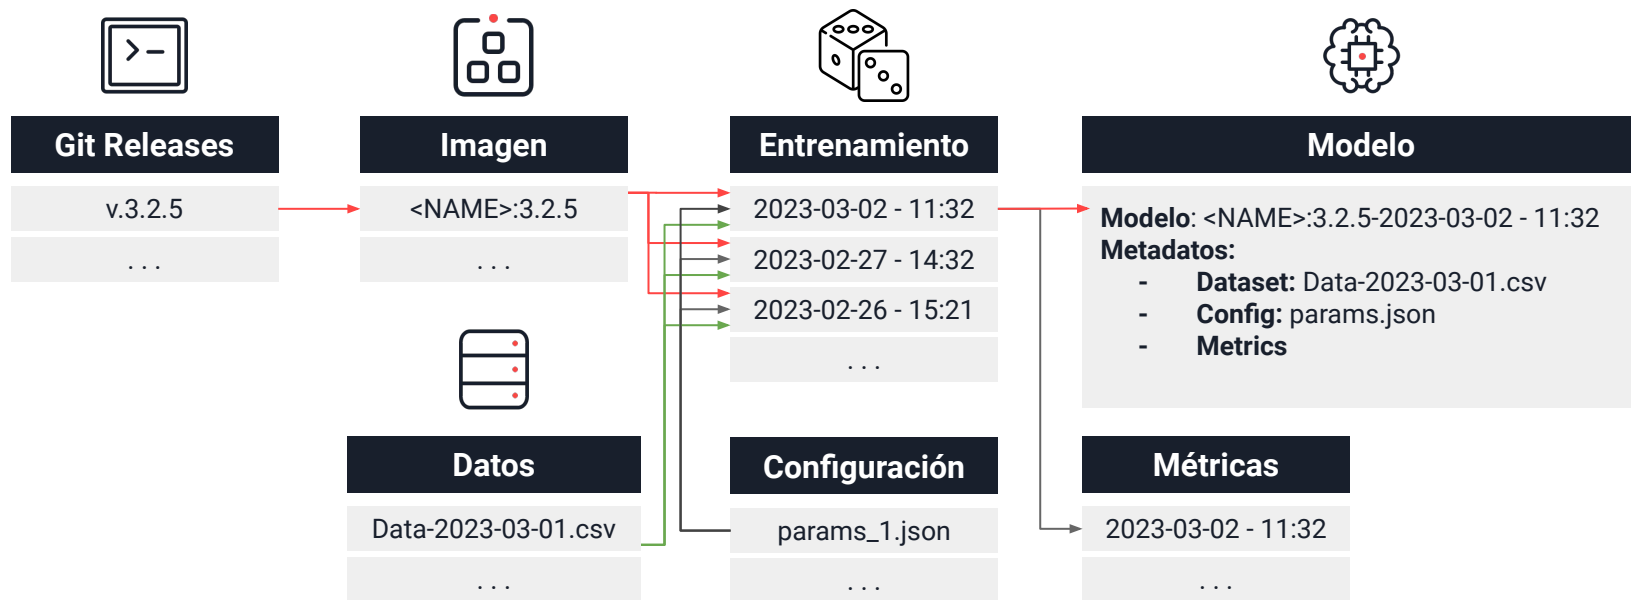 Git Releases
v.3.2.5
. . .
Imagen
<NAME>:3.2.5
. . .
Datos
Data-2023-03-01.csv
. . .
Entrenamiento
2023-03-02 - 11:32
2023-02-27 - 14:32
2023-02-26 - 15:21
. . .
Configuración
params_1.json
. . .
Modelo
Modelo: <NAME>:3.2.5-2023-03-02 - 11:32
Metadatos:
- Dataset: Data-2023-03-01.csv
- Config: params.json
- Metrics
Métricas
2023-03-02 - 11:32
. . .